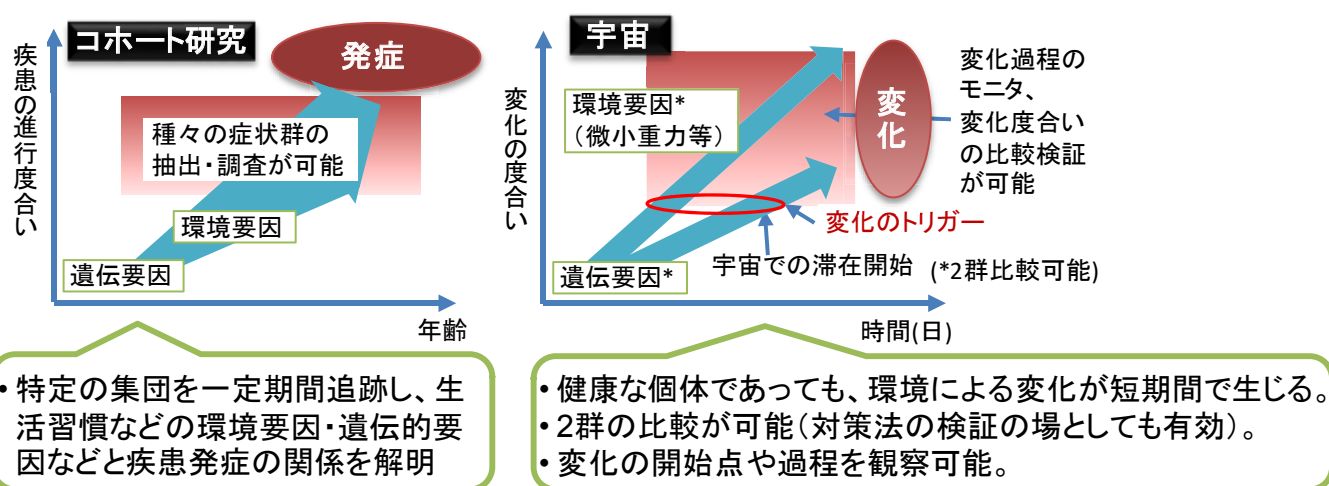 コホート研究
疾患の進行度合い
発症
種々の症状群の
抽出・調査が可能
環境要因
遺伝要因
年齢
• 特定の集団を一定期間追跡し、生
活習慣などの環境要因・遺伝的要
因などと疾患発症の関係を解明
宇宙
変化の度合い
環境要因*
（微小重力等）
変化
変化過程の
モニタ、
変化度合い
の比較検証
が可能
変化のトリガー
宇宙での滞在開始
(*2群比較可能)
遺伝要因*
時間(日)
• 健康な個体であっても、環境による変化が短期間で生じる。
• 2群の比較が可能（対策法の検証の場としても有効）。
• 変化の開始点や過程を観察可能。